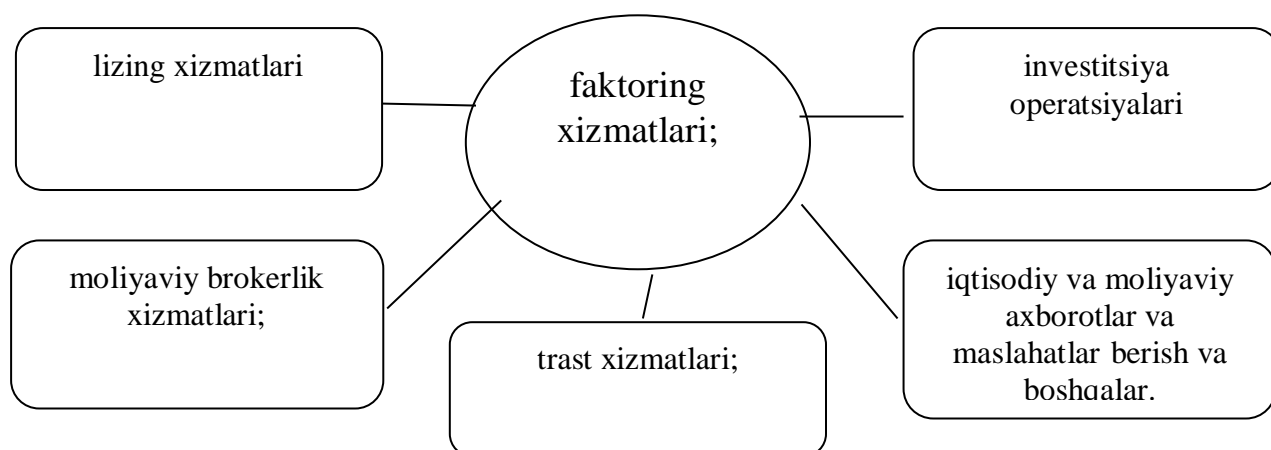 lizing xizmatlari
faktoring
xizmatlari;
investitsiya
operatsiyalari
moliyaviy brokerlik
xizmatlari;
trast xizmatlari;
iqtisodiy va moliyaviy
axborotlar va
maslahatlar berish va
boshqalar.